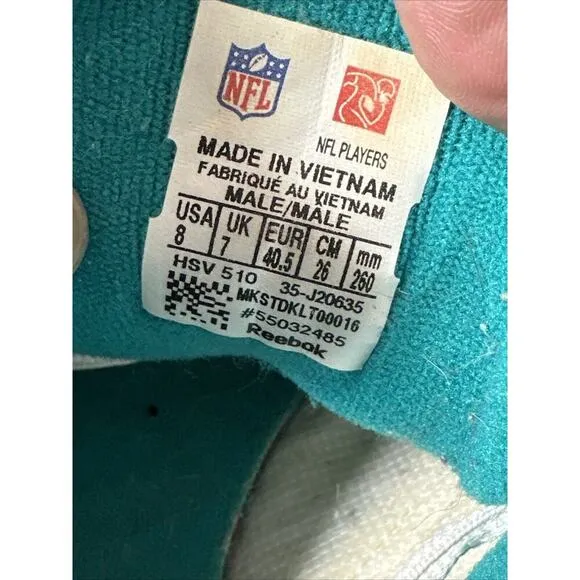 NFL
NFL PLAYERS
MADE IN VIETNAM
FABRIQUÉ AU VIETNAM
MALE/MÂLE
USA UK EUR CM mm
8 7 40.5 26 260
HSV 510 35-J20635
MKSTDKLT00016
#55032485
Reebok